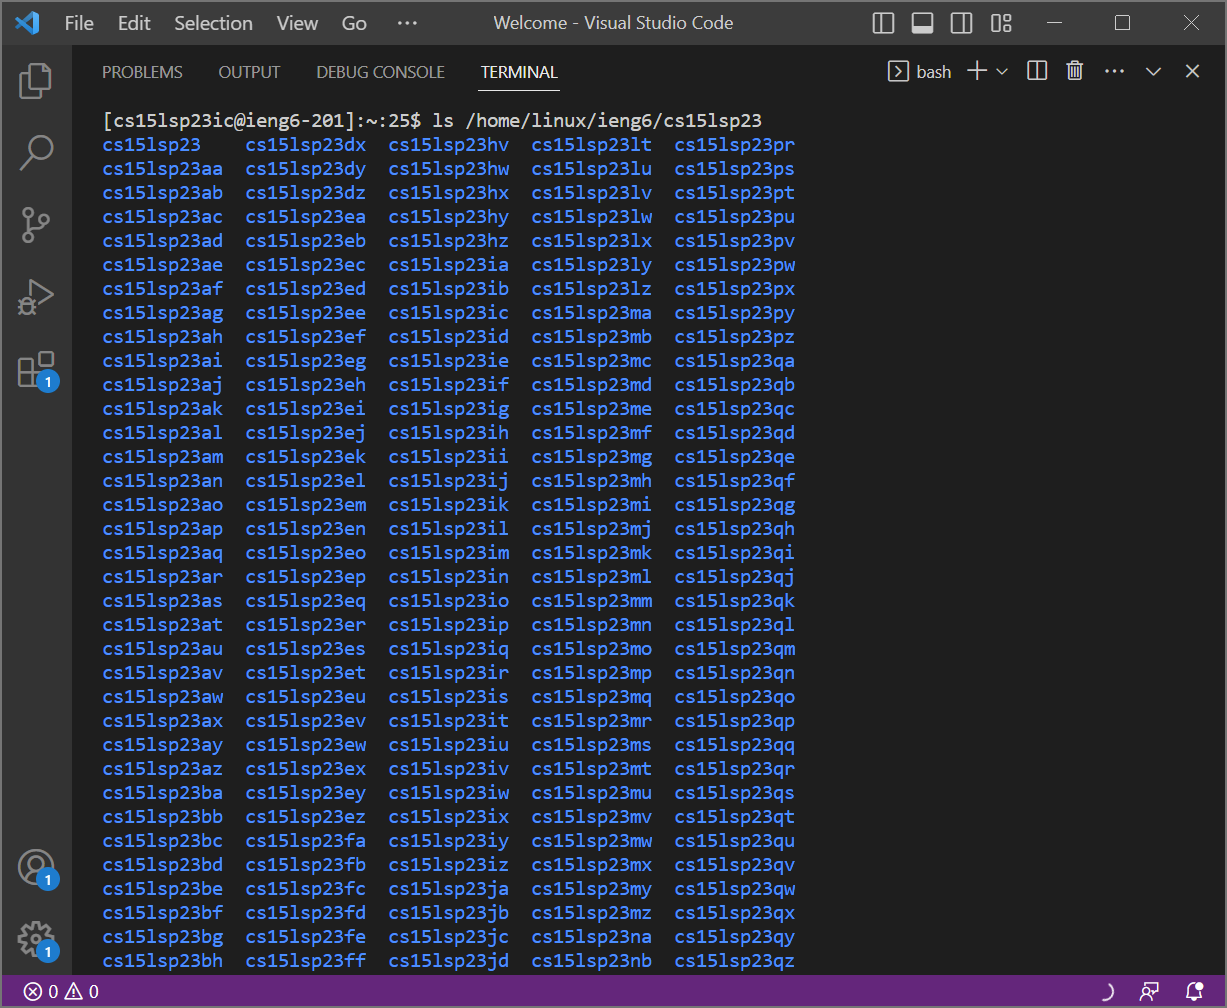 File Edit Selection View Go ··· Welcome - Visual Studio Code
PROBLEMS OUTPUT DEBUG CONSOLE TERMINAL bash
[cs15lsp23ic@ieng6-201]:~:25$ ls /home/linux/ieng6/cs15lsp23
cs15lsp23 cs15lsp23dx cs15lsp23hv cs15lsp23lt cs15lsp23pr
cs15lsp23aa cs15lsp23dy cs15lsp23hw cs15lsp23lu cs15lsp23ps
cs15lsp23ab cs15lsp23dz cs15lsp23hx cs15lsp23lv cs15lsp23pt
cs15lsp23ac cs15lsp23ea cs15lsp23hy cs15lsp23lw cs15lsp23pu
cs15lsp23ad cs15lsp23eb cs15lsp23hz cs15lsp23lx cs15lsp23pv
cs15lsp23ae cs15lsp23ec cs15lsp23ia cs15lsp23ly cs15lsp23pw
cs15lsp23af cs15lsp23ed cs15lsp23ib cs15lsp23lz cs15lsp23px
cs15lsp23ag cs15lsp23ee cs15lsp23ic cs15lsp23ma cs15lsp23py
cs15lsp23ah cs15lsp23ef cs15lsp23id cs15lsp23mb cs15lsp23pz
cs15lsp23ai cs15lsp23eg cs15lsp23ie cs15lsp23mc cs15lsp23qa
cs15lsp23aj cs15lsp23eh cs15lsp23if cs15lsp23md cs15lsp23qb
cs15lsp23ak cs15lsp23ei cs15lsp23ig cs15lsp23me cs15lsp23qc
cs15lsp23al cs15lsp23ej cs15lsp23ih cs15lsp23mf cs15lsp23qd
cs15lsp23am cs15lsp23ek cs15lsp23ii cs15lsp23mg cs15lsp23qe
cs15lsp23an cs15lsp23el cs15lsp23ij cs15lsp23mh cs15lsp23qf
cs15lsp23ao cs15lsp23em cs15lsp23ik cs15lsp23mi cs15lsp23qg
cs15lsp23ap cs15lsp23en cs15lsp23il cs15lsp23mj cs15lsp23qh
cs15lsp23aq cs15lsp23eo cs15lsp23im cs15lsp23mk cs15lsp23qi
cs15lsp23ar cs15lsp23ep cs15lsp23in cs15lsp23ml cs15lsp23qj
cs15lsp23as cs15lsp23eq cs15lsp23io cs15lsp23mm cs15lsp23qk
cs15lsp23at cs15lsp23er cs15lsp23ip cs15lsp23mn cs15lsp23ql
cs15lsp23au cs15lsp23es cs15lsp23iq cs15lsp23mo cs15lsp23qm
cs15lsp23av cs15lsp23et cs15lsp23ir cs15lsp23mp cs15lsp23qn
cs15lsp23aw cs15lsp23eu cs15lsp23is cs15lsp23mq cs15lsp23qo
cs15lsp23ax cs15lsp23ev cs15lsp23it cs15lsp23mr cs15lsp23qp
cs15lsp23ay cs15lsp23ew cs15lsp23iu cs15lsp23ms cs15lsp23qq
cs15lsp23az cs15lsp23ex cs15lsp23iv cs15lsp23mt cs15lsp23qr
cs15lsp23ba cs15lsp23ey cs15lsp23iw cs15lsp23mu cs15lsp23qs
cs15lsp23bb cs15lsp23ez cs15lsp23ix cs15lsp23mv cs15lsp23qt
cs15lsp23bc cs15lsp23fa cs15lsp23iy cs15lsp23mw cs15lsp23qu
cs15lsp23bd cs15lsp23fb cs15lsp23iz cs15lsp23mx cs15lsp23qv
cs15lsp23be cs15lsp23fc cs15lsp23ja cs15lsp23my cs15lsp23qw
cs15lsp23bf cs15lsp23fd cs15lsp23jb cs15lsp23mz cs15lsp23qx
cs15lsp23bg cs15lsp23fe cs15lsp23jc cs15lsp23na cs15lsp23qy
cs15lsp23bh cs15lsp23ff cs15lsp23jd cs15lsp23nb cs15lsp23qz
1
1
1
0 0